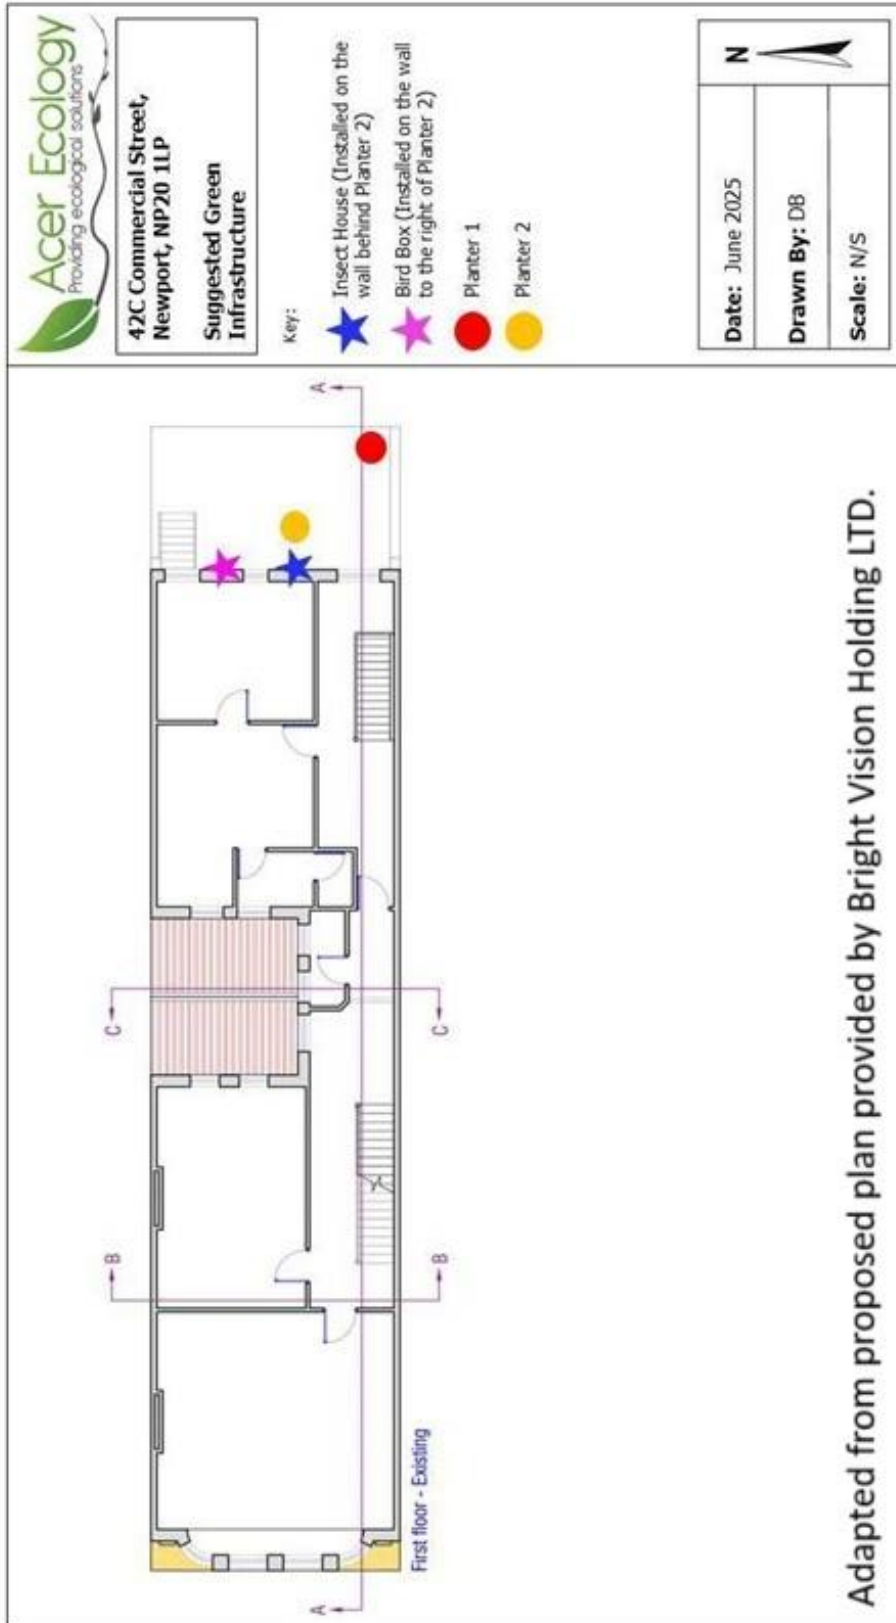 Acer Ecology
Providing ecological solutions
42C Commercial Street,
Newport, NP20 1LP
Suggested Green
Infrastructure
Key:
Insect House (Installed on the
wall behind Planter 2)
Bird Box (Installed on the wall
to the right of Planter 2)
Planter 1
Planter 2
N
Date: June 2025
Drawn By: DB
Scale: N/S
A
A
B
B
C
C
First floor - Existing
Adapted from proposed plan provided by Bright Vision Holding LTD.